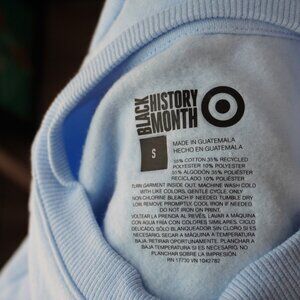 BLACK
HISTORY
MONTH
S
MADE IN GUATEMALA
HECHO EN GUATEMALA
55% COTTON 35% RECYCLED
POLYESTER 10% POLYESTER
55% ALGODÓN 35% POLIÉSTER
RECICLADO 10% POLIÉSTER
TURN GARMENT INSIDE OUT. MACHINE WASH COLD
WITH LIKE COLORS, GENTLE CYCLE. ONLY
NON CHLORINE BLEACH IF NEEDED. TUMBLE DRY
LOW. REMOVE PROMPTLY. IRON IF NEEDED
DO NOT IRON ON PRINT.
VOLTEAR LA PRENDA AL REVÉS. LAVAR A MÁQUINA
CON AGUA FRÍA CON COLORES SIMILARES. CICLO
DELICADO. SÓLO BLANQUEADOR SIN CLORO SI ES
NECESARIO. SECAR A MÁQUINA A TEMPERATURA
BAJA. RETIRAR OPORTUNAMENTE. PLANCHAR A
BAJA TEMPERATURA SI ES NECESARIO NO
PLANCHAR SOBRE LA IMPRESIÓN
RN 17730 VN 1042782